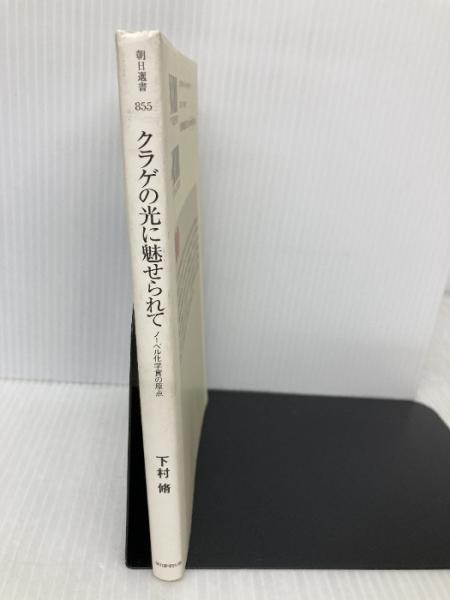 朝日選書
855
クラゲの光に魅せられて
ノーベル化学賞の原点
下村 脩